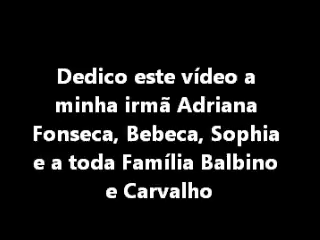 Dedico este vídeo a
minha irmã Adriana
Fonseca, Bebeca, Sophia
e a toda Família Balbino
e Carvalho